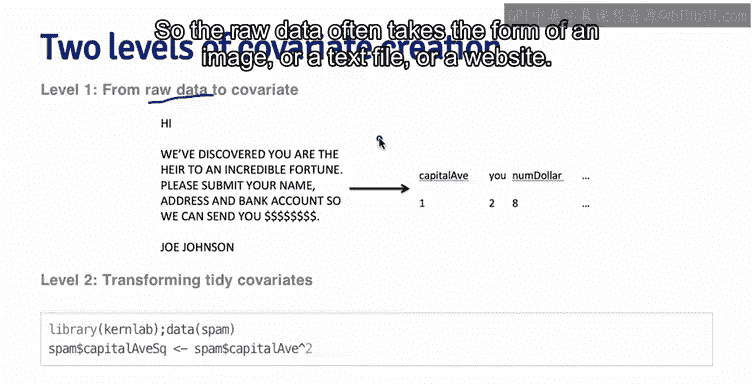 Two levels of covariate creation
So the raw data often takes the form of an
image, or a text file, or a website.
Level 1: From raw data to covariate
HI
WE'VE DISCOVERED YOU ARE THE
HEIR TO AN INCREDIBLE FORTUNE.
PLEASE SUBMIT YOUR NAME,
ADDRESS AND BANK ACCOUNT SO
WE CAN SEND YOU $$$$$$$$.
JOE JOHNSON
capitalAve you numDollar ...
1 2 8 ...
Level 2: Transforming tidy covariates
library(kernlab);data(spam)
spam$capitalAveSq <- spam$capitalAve^2